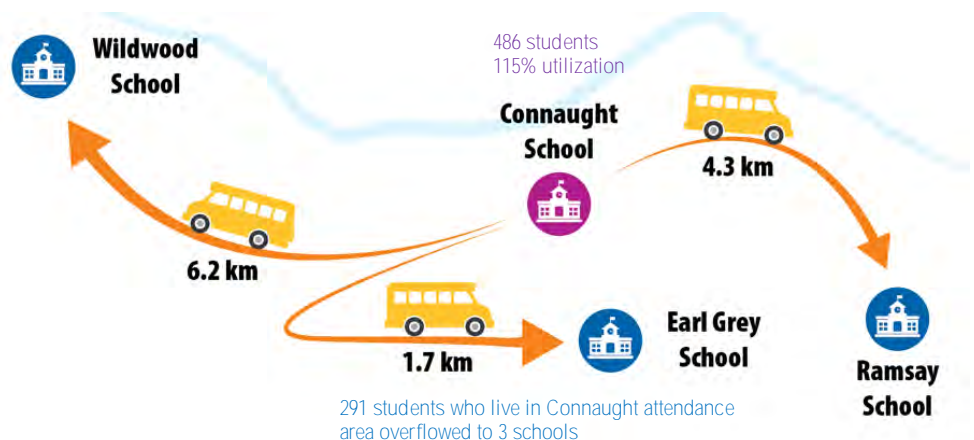 Wildwood
School
486 students
115% utilization
Connaught
School
4.3 km
6.2 km
1.7 km
Earl Grey
School
Ramsay
School
291 students who live in Connaught attendance
area overflowed to 3 schools